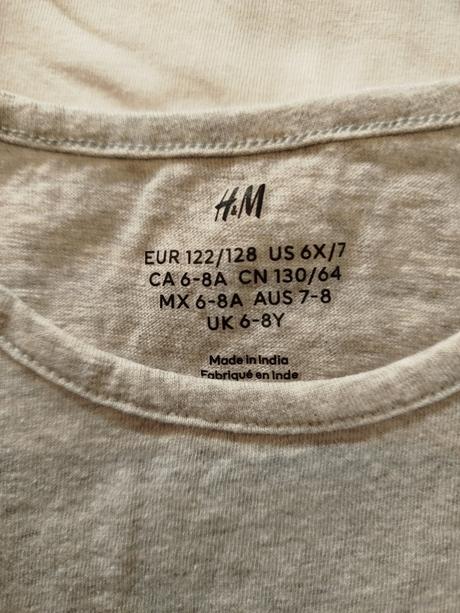 H&M
EUR 122/128 US 6X/7
CA 6-8A CN 130/64
MX 6-8A AUS 7-8
UK 6-8Y
Made in India
Fabriqué en Inde